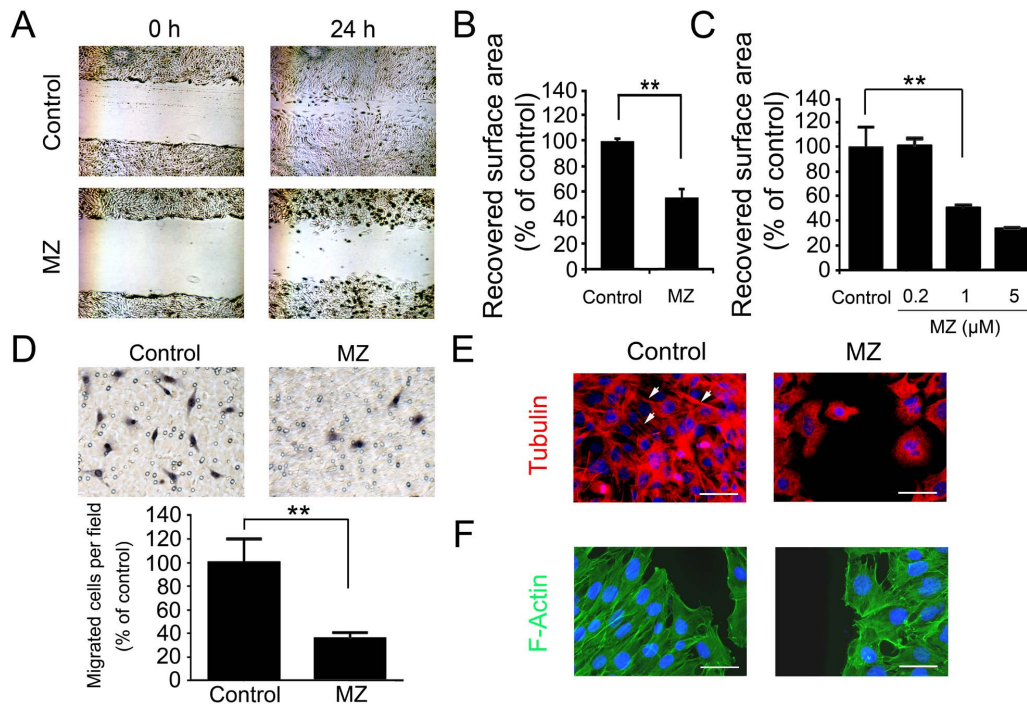 A
0 h
24 h
Control
MZ
B
Recovered surface area
(% of control)
140
120
100
80
60
40
20
0
**
Control
MZ
C
Recovered surface area
(% of control)
120
100
80
60
40
20
0
**
Control
0.2
1
5
MZ (µM)
D
Control
MZ
Migrated cells per field
(% of control)
140
120
100
80
60
40
20
0
**
Control
MZ
E
Control
MZ
Tubulin
F
F-Actin